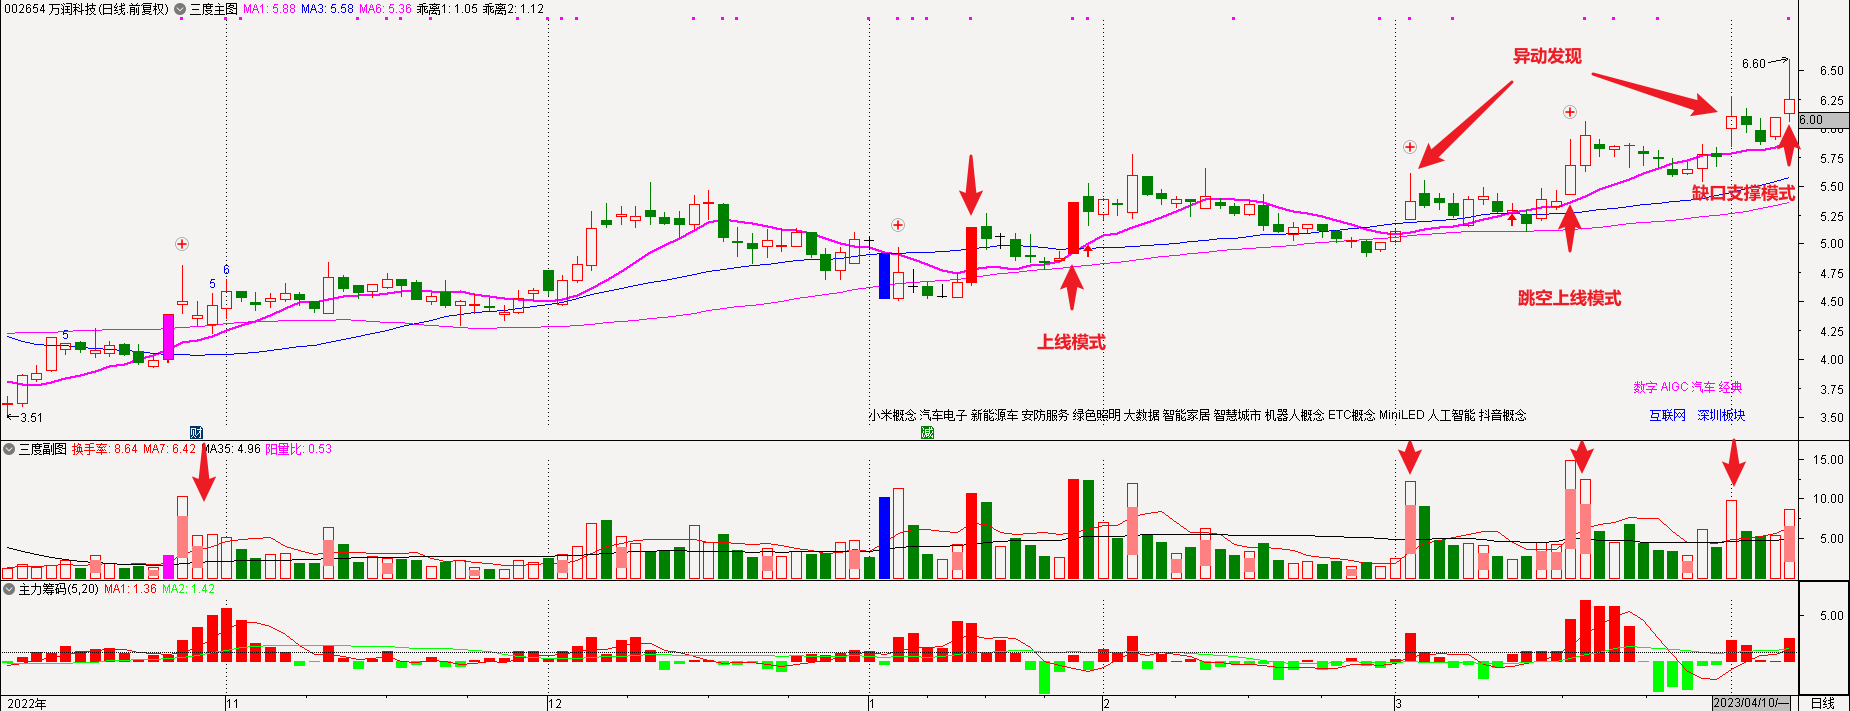 002654 万润科技(日线.前复权) 三度主图 MA1: 5.88 MA3: 5.58 MA6: 5.36 乖离1: 1.05 乖离2: 1.12
异动发现
6.60
6.50
6.25
6.00
6.00
5.75
5.50
5.25
5.00
4.75
4.50
4.25
4.00
3.75
3.50
缺口支撑模式
5
6
5
跳空上线模式
上线模式
数字 AIGC 汽车 经典
小米概念 汽车电子 新能源车 安防服务 绿色照明 大数据 智能家居 智慧城市 机器人概念 ETC概念 MiniLED 人工智能 抖音概念
互联网 深圳板块
3.51
财
减
三度副图 换手率: 8.64 MA7: 6.42 MA35: 4.96 阳量比: 0.53
15.00
10.00
5.00
主力筹码(5,20) MA1: 1.36 MA2: 1.42
5.00
2022年 11 12 1 2 3 2023/04/10/一 日线